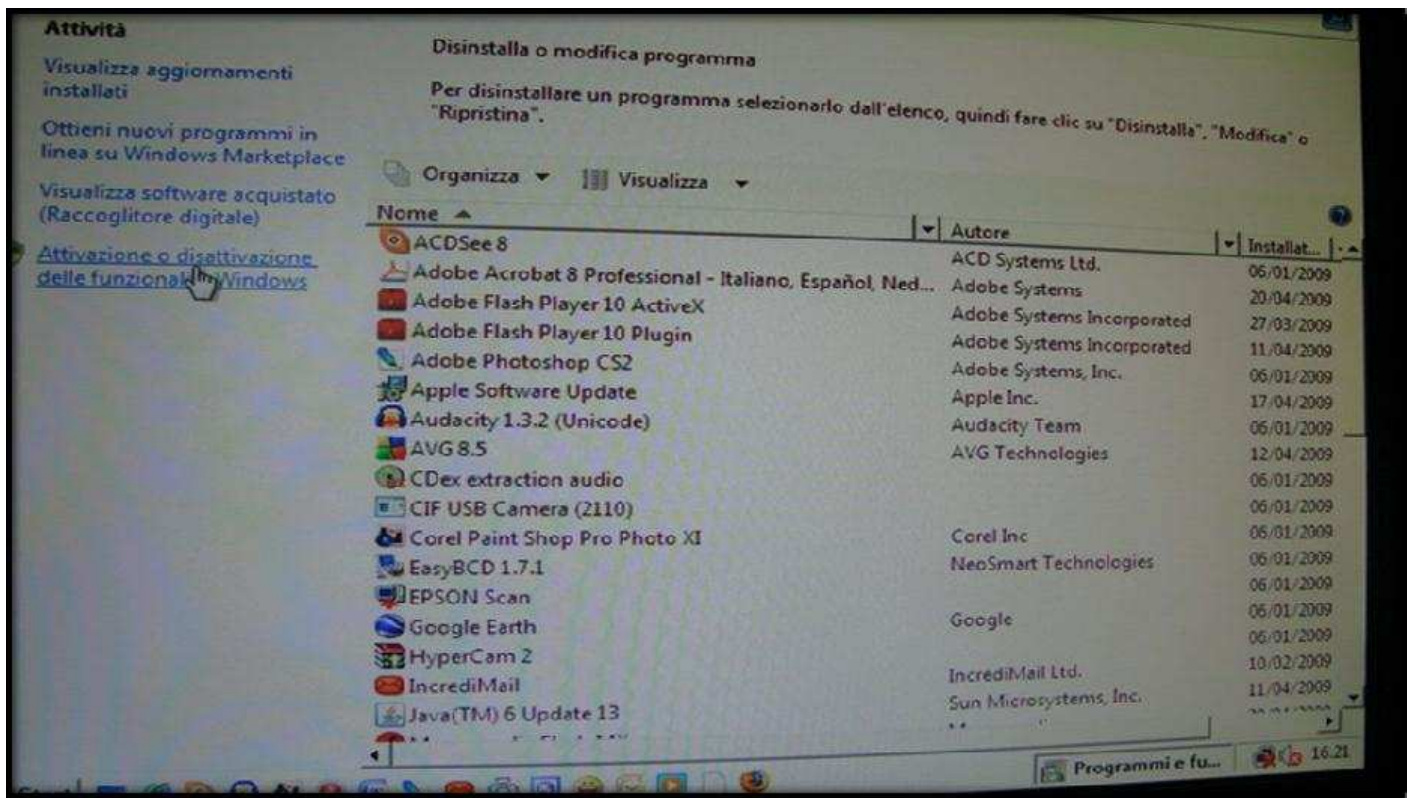 Attività
Visualizza aggiornamenti
installati
Ottieni nuovi programmi in
linea su Windows Marketplace
Visualizza software acquistato
(Raccoglitore digitale)
Attivazione o disattivazione
delle funzional Windows
Disinstalla o modifica programma
Per disinstallare un programma selezionarlo dall'elenco, quindi fare clic su "Disinstalla", "Modifica" o
"Ripristina".
Organizza Visualizza
Nome Autore Installat...
ACDSee 8 ACD Systems Ltd. 06/01/2009
Adobe Acrobat 8 Professional - Italiano, Español, Ned... Adobe Systems 20/04/2009
Adobe Flash Player 10 ActiveX Adobe Systems Incorporated 27/03/2009
Adobe Flash Player 10 Plugin Adobe Systems Incorporated 11/04/2009
Adobe Photoshop CS2 Adobe Systems, Inc. 06/01/2009
Apple Software Update Apple Inc. 17/04/2009
Audacity 1.3.2 (Unicode) Audacity Team 06/01/2009
AVG 8.5 AVG Technologies 12/04/2009
CDex extraction audio 06/01/2009
CIF USB Camera (2110) 06/01/2009
Corel Paint Shop Pro Photo XI Corel Inc 06/01/2009
EasyBCD 1.7.1 NeoSmart Technologies 06/01/2009
EPSON Scan 06/01/2009
Google Earth Google 06/01/2009
HyperCam 2 06/01/2009
IncrediMail IncrediMail Ltd. 10/02/2009
Java(TM) 6 Update 13 Sun Microsystems, Inc. 11/04/2009
Programmi e fu... 16.21